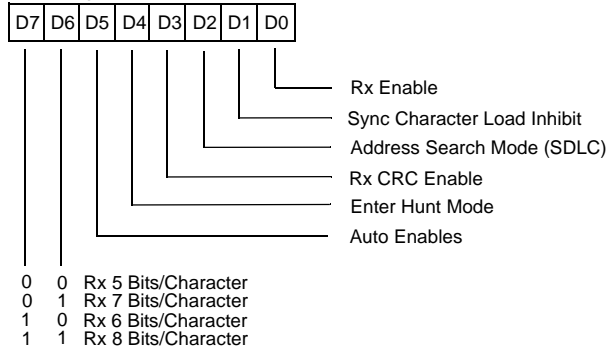 D7 D6 D5 D4 D3 D2 D1 D0
Rx Enable
Sync Character Load Inhibit
Address Search Mode (SDLC)
Rx CRC Enable
Enter Hunt Mode
Auto Enables
0 0 Rx 5 Bits/Character
0 1 Rx 7 Bits/Character
1 0 Rx 6 Bits/Character
1 1 Rx 8 Bits/Character